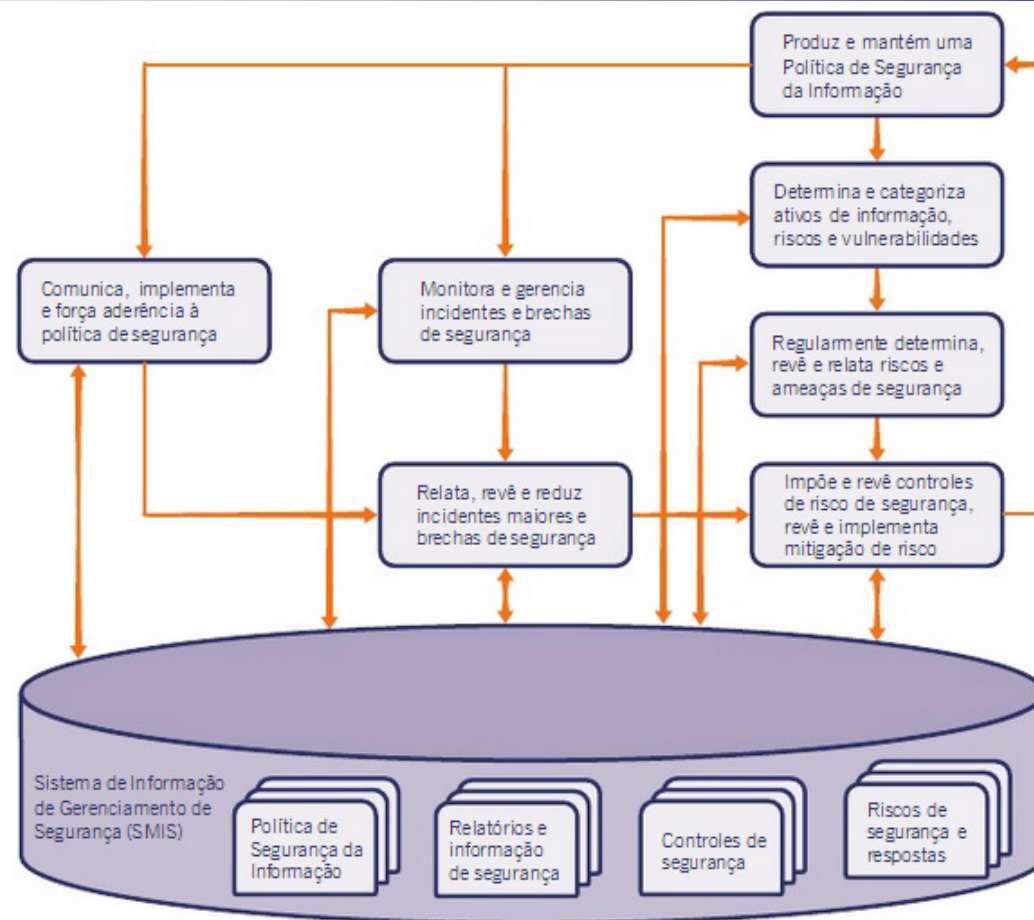 Produz e mantém uma
Política de Segurança
da Informação
Determina e categoriza
ativos de informação,
riscos e vulnerabilidades
Comunica, implementa
e força aderência à
política de segurança
Monitora e gerencia
incidentes e brechas
de segurança
Regularmente determina,
revê e relata riscos e
ameaças de segurança
Relata, revê e reduz
incidentes maiores e
brechas de segurança
Impõe e revê controles
de risco de segurança,
revê e implementa
mitigação de risco
Sistema de Informação
de Gerenciamento de
Segurança (SMIS)
Política de
Segurança da
Informação
Relatórios e
informação
de segurança
Controles de
segurança
Riscos de
segurança e
respostas